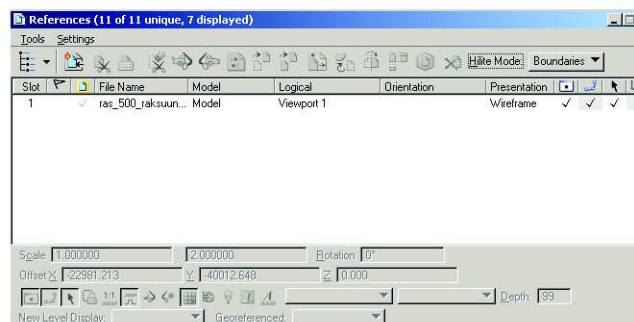 References (11 of 11 unique, 7 displayed)
Tools Settings
Hilite Mode: Boundaries
Slot File Name Model Logical Orientation Presentation
1 ras_500_raksuun... Model Viewport 1 Wireframe
Scale 1.000000 : 2.000000 Rotation 0°
Offset X -22981.213 Y -40012.648 Z 0.000
1:1 Depth: 99
New Level Display: Georeferenced: